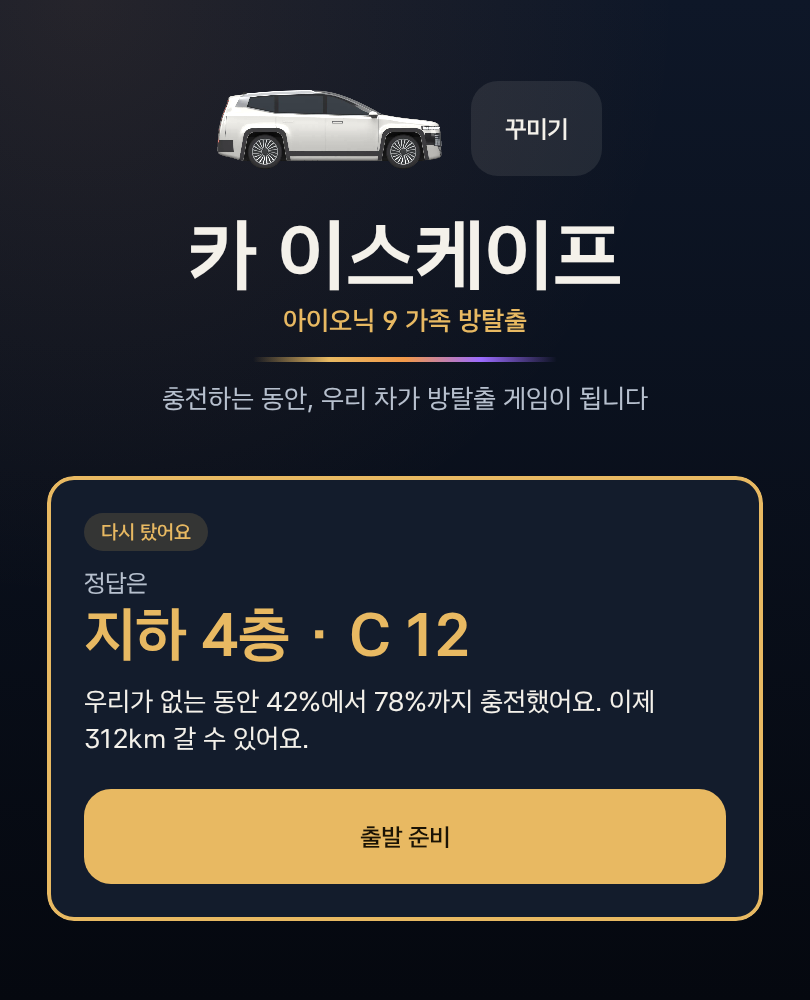 꾸미기
카 이스케이프
아이오닉 9 가족 방탈출
충전하는 동안, 우리 차가 방탈출 게임이 됩니다
다시 탔어요
정답은
지하 4층 · C 12
우리가 없는 동안 42%에서 78%까지 충전했어요. 이제
312km 갈 수 있어요.
출발 준비